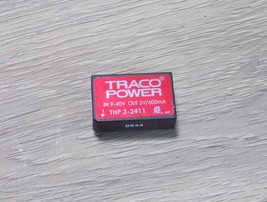 TRACO
POWER
IN 9-40V OUT 5V/600mA
THP 3-2411
0844